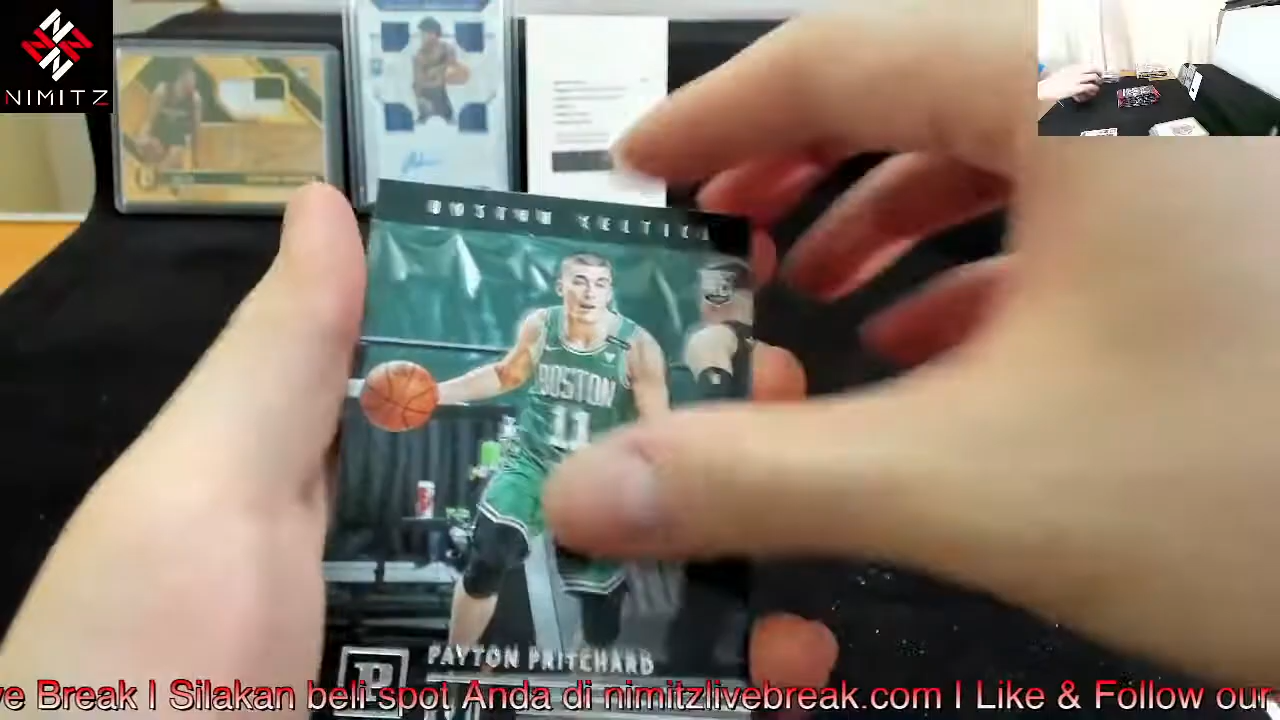 NIMITZ
BOSTON CELTICS
RC
BOSTON
11
PAYTON PRITCHARD
P
ve Break I Silakan beli spot Anda di nimitzlivebreak.com I Like & Follow our